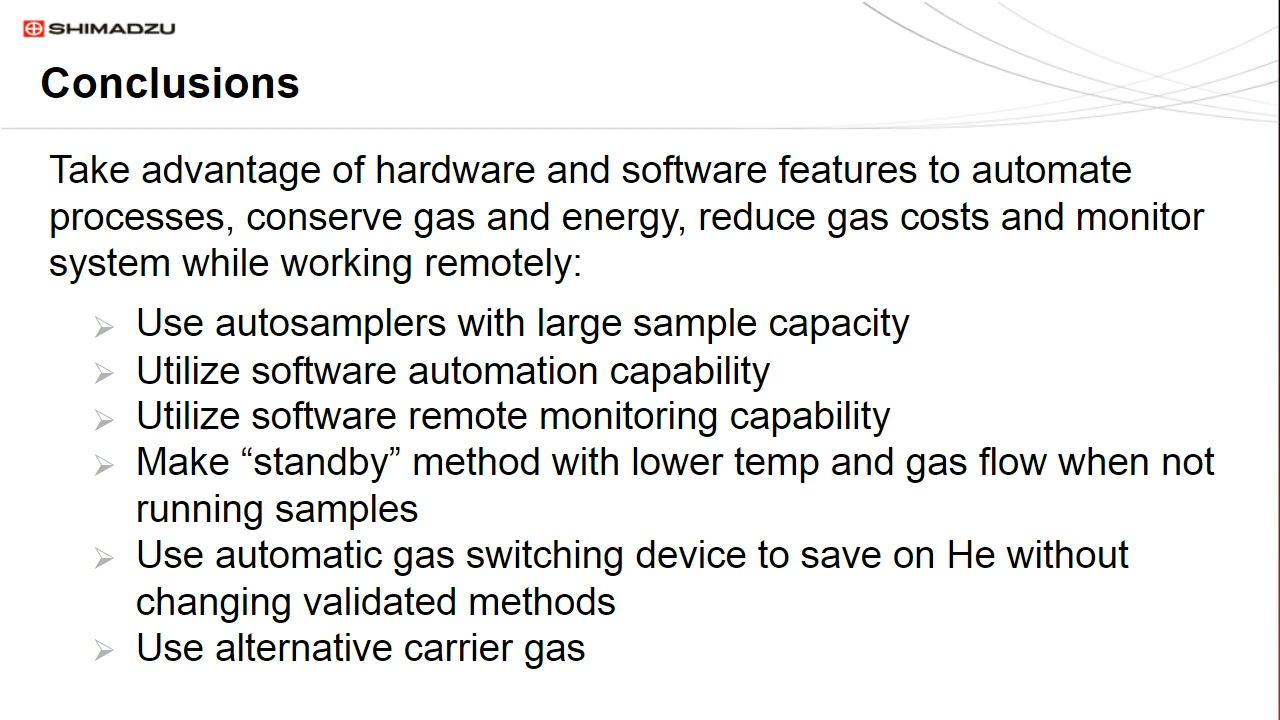 SHIMADZU
Conclusions
Take advantage of hardware and software features to automate
processes, conserve gas and energy, reduce gas costs and monitor
system while working remotely:
Use autosamplers with large sample capacity
Utilize software automation capability
Utilize software remote monitoring capability
Make “standby” method with lower temp and gas flow when not
running samples
Use automatic gas switching device to save on He without
changing validated methods
Use alternative carrier gas